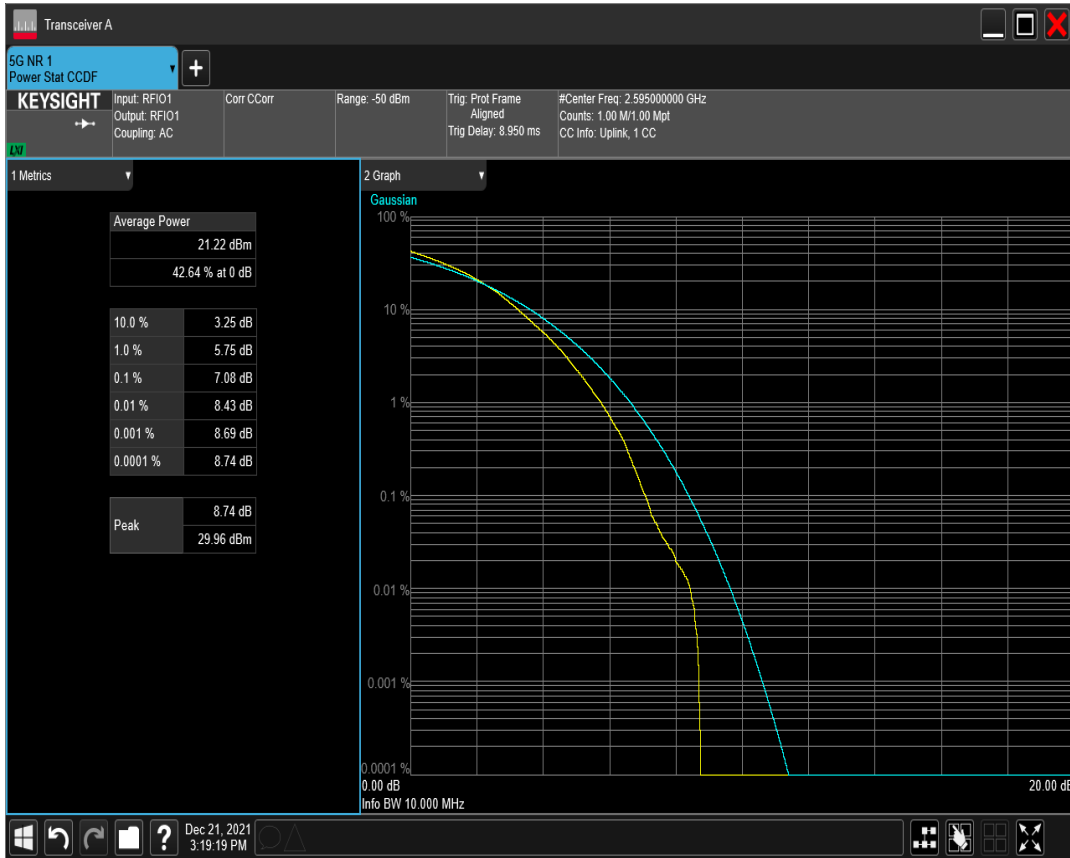 Transceiver A
5G NR 1
Power Stat CCDF
KEYSIGHT
LXI
Input: RFIO1
Output: RFIO1
Coupling: AC
Corr CCorr
Range: -50 dBm
Trig: Prot Frame
Aligned
Trig Delay: 8.950 ms
#Center Freq: 2.595000000 GHz
Counts: 1.00 M/1.00 Mpt
CC Info: Uplink, 1 CC
1 Metrics
Average Power
21.22 dBm
42.64 % at 0 dB
10.0 % 3.25 dB
1.0 % 5.75 dB
0.1 % 7.08 dB
0.01 % 8.43 dB
0.001 % 8.69 dB
0.0001 % 8.74 dB
Peak
8.74 dB
29.96 dBm
2 Graph
Gaussian
100 %
10 %
1 %
0.1 %
0.01 %
0.001 %
0.0001 %
0.00 dB 20.00 dB
Info BW 10.000 MHz
? Dec 21, 2021
3:19:19 PM